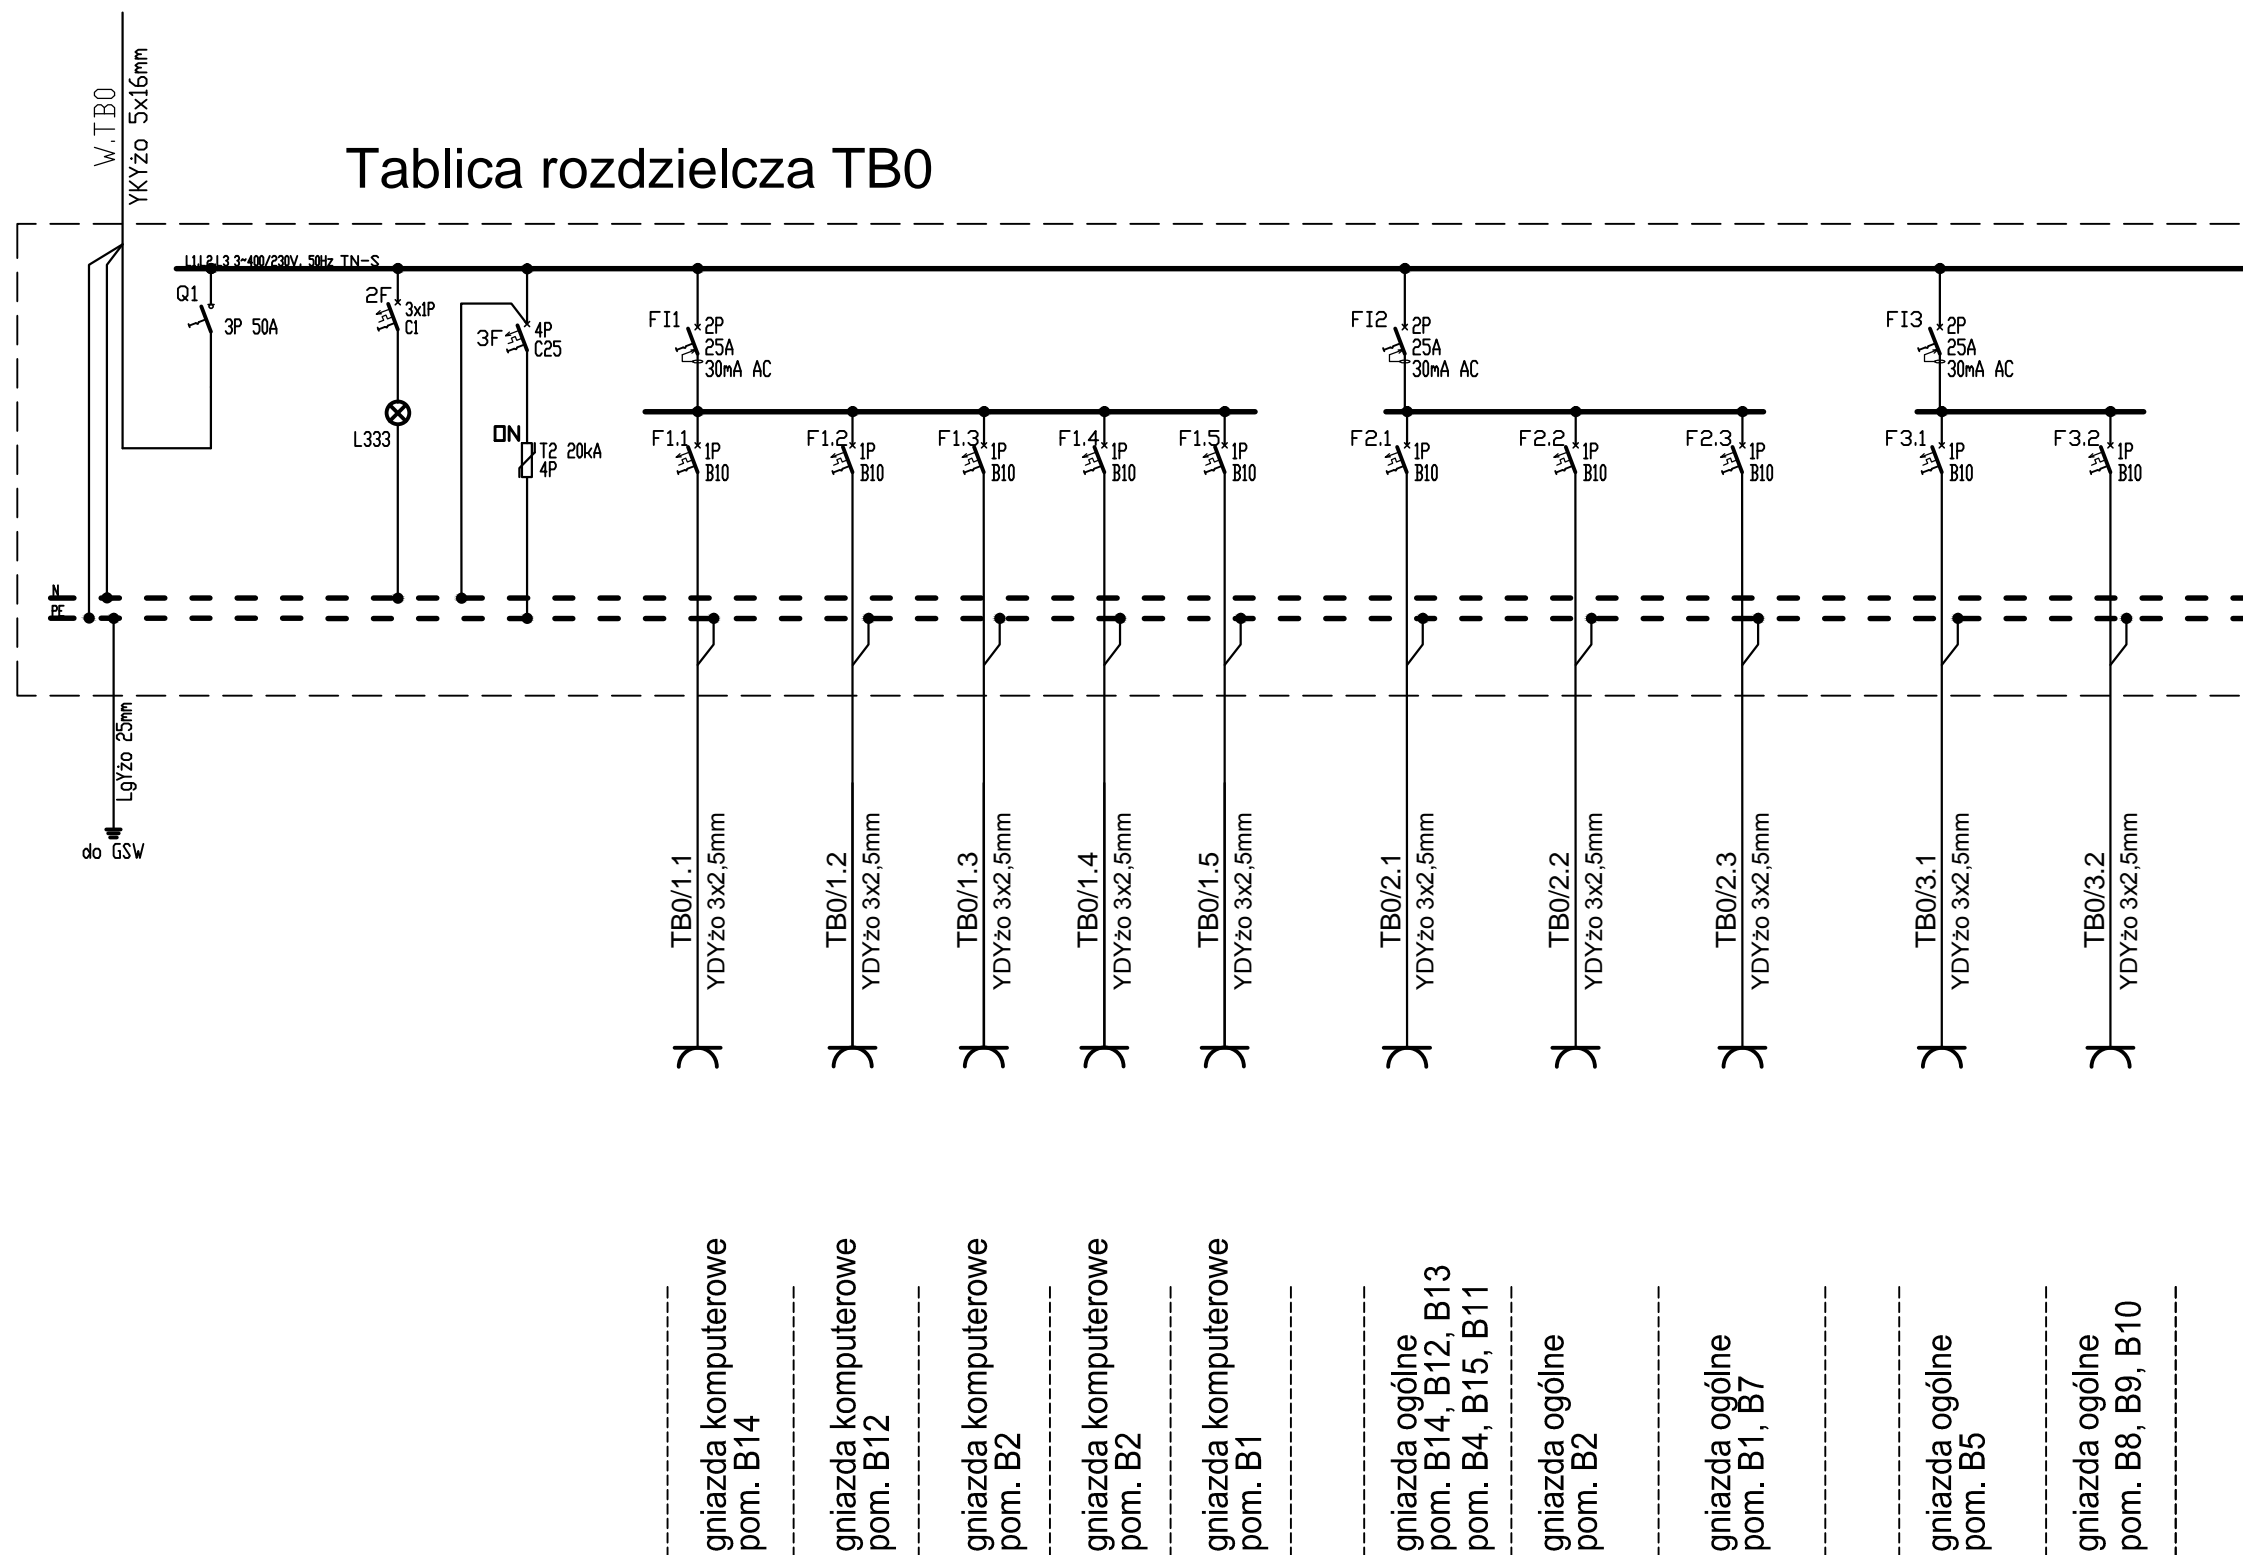 W.TB0
YKYżo 5x16mm
Tablica rozdzielcza TB0
L1,L2,L3 3~400/230V, 50Hz TN-S
Q1
3P 50A
2F
3x1P
C1
L333
3F
4P
C25
ON
T2 20kA
4P
FI1
2P
25A
30mA AC
FI2
2P
25A
30mA AC
FI3
2P
25A
30mA AC
F1.1
1P
B10
F1.2
1P
B10
F1.3
1P
B10
F1.4
1P
B10
F1.5
1P
B10
F2.1
1P
B10
F2.2
1P
B10
F2.3
1P
B10
F3.1
1P
B10
F3.2
1P
B10
N
PE
LgYżo 25mm
do GSW
TB0/1.1
YDYżo 3x2,5mm
TB0/1.2
YDYżo 3x2,5mm
TB0/1.3
YDYżo 3x2,5mm
TB0/1.4
YDYżo 3x2,5mm
TB0/1.5
YDYżo 3x2,5mm
TB0/2.1
YDYżo 3x2,5mm
TB0/2.2
YDYżo 3x2,5mm
TB0/2.3
YDYżo 3x2,5mm
TB0/3.1
YDYżo 3x2,5mm
TB0/3.2
YDYżo 3x2,5mm
gniazda komputerowe
pom. B14
gniazda komputerowe
pom. B12
gniazda komputerowe
pom. B2
gniazda komputerowe
pom. B2
gniazda komputerowe
pom. B1
gniazda ogólne
pom. B14, B12, B13
pom. B4, B15, B11
gniazda ogólne
pom. B2
gniazda ogólne
pom. B1, B7
gniazda ogólne
pom. B5
gniazda ogólne
pom. B8, B9, B10